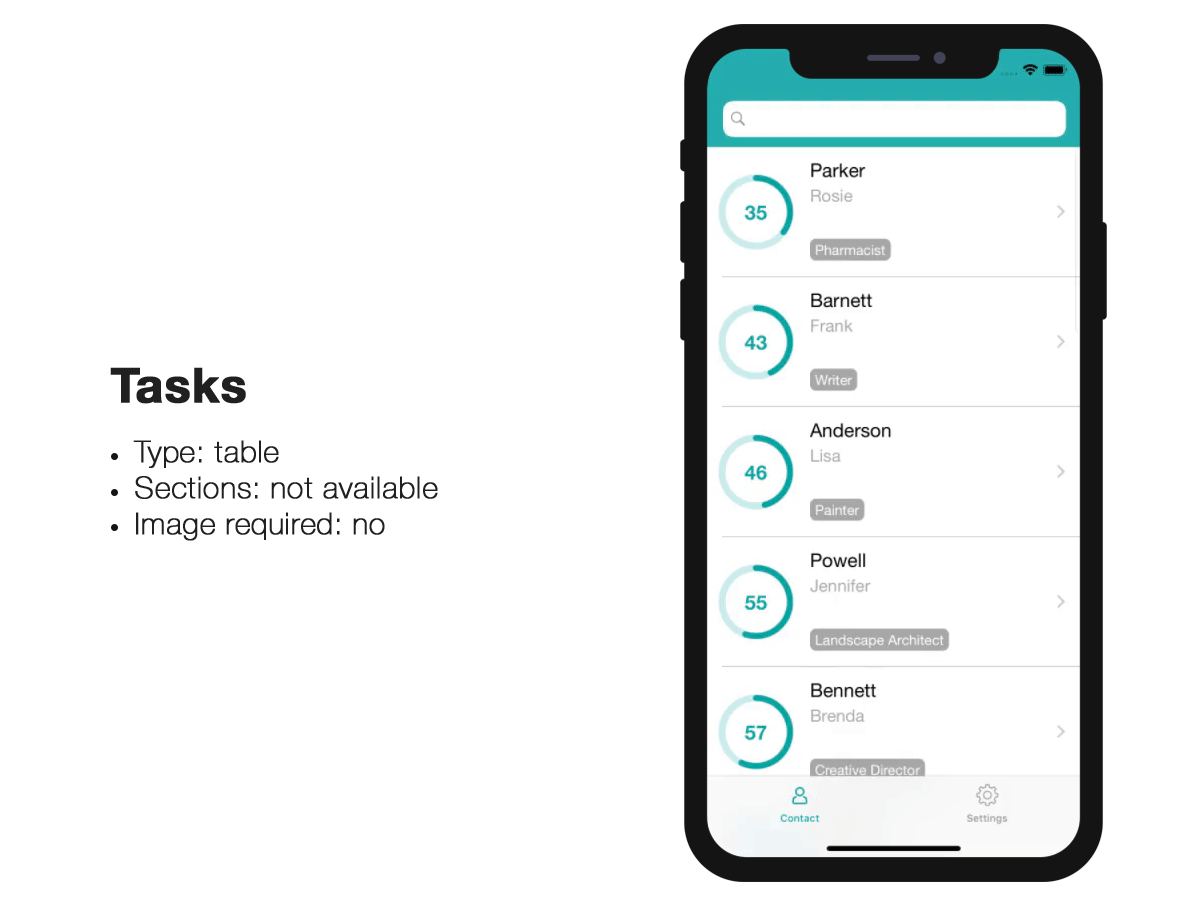 Tasks
• Type: table
• Sections: not available
• Image required: no
35
Parker
Rosie
Pharmacist
43
Barnett
Frank
Writer
46
Anderson
Lisa
Painter
55
Powell
Jennifer
Landscape Architect
57
Bennett
Brenda
Creative Director
Contact
Settings